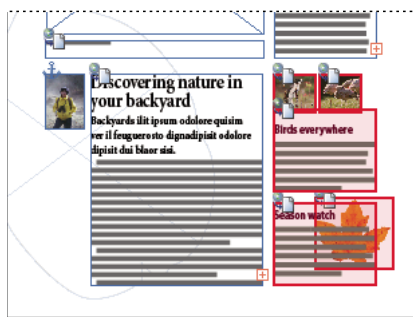 Discovering nature in
your backyard
Backyards ilit ipsum odolore quisim
ver il feuguerosto dignadipisit odolore
dipisit dui blaor sisi.
Birds everywhere
Season watch